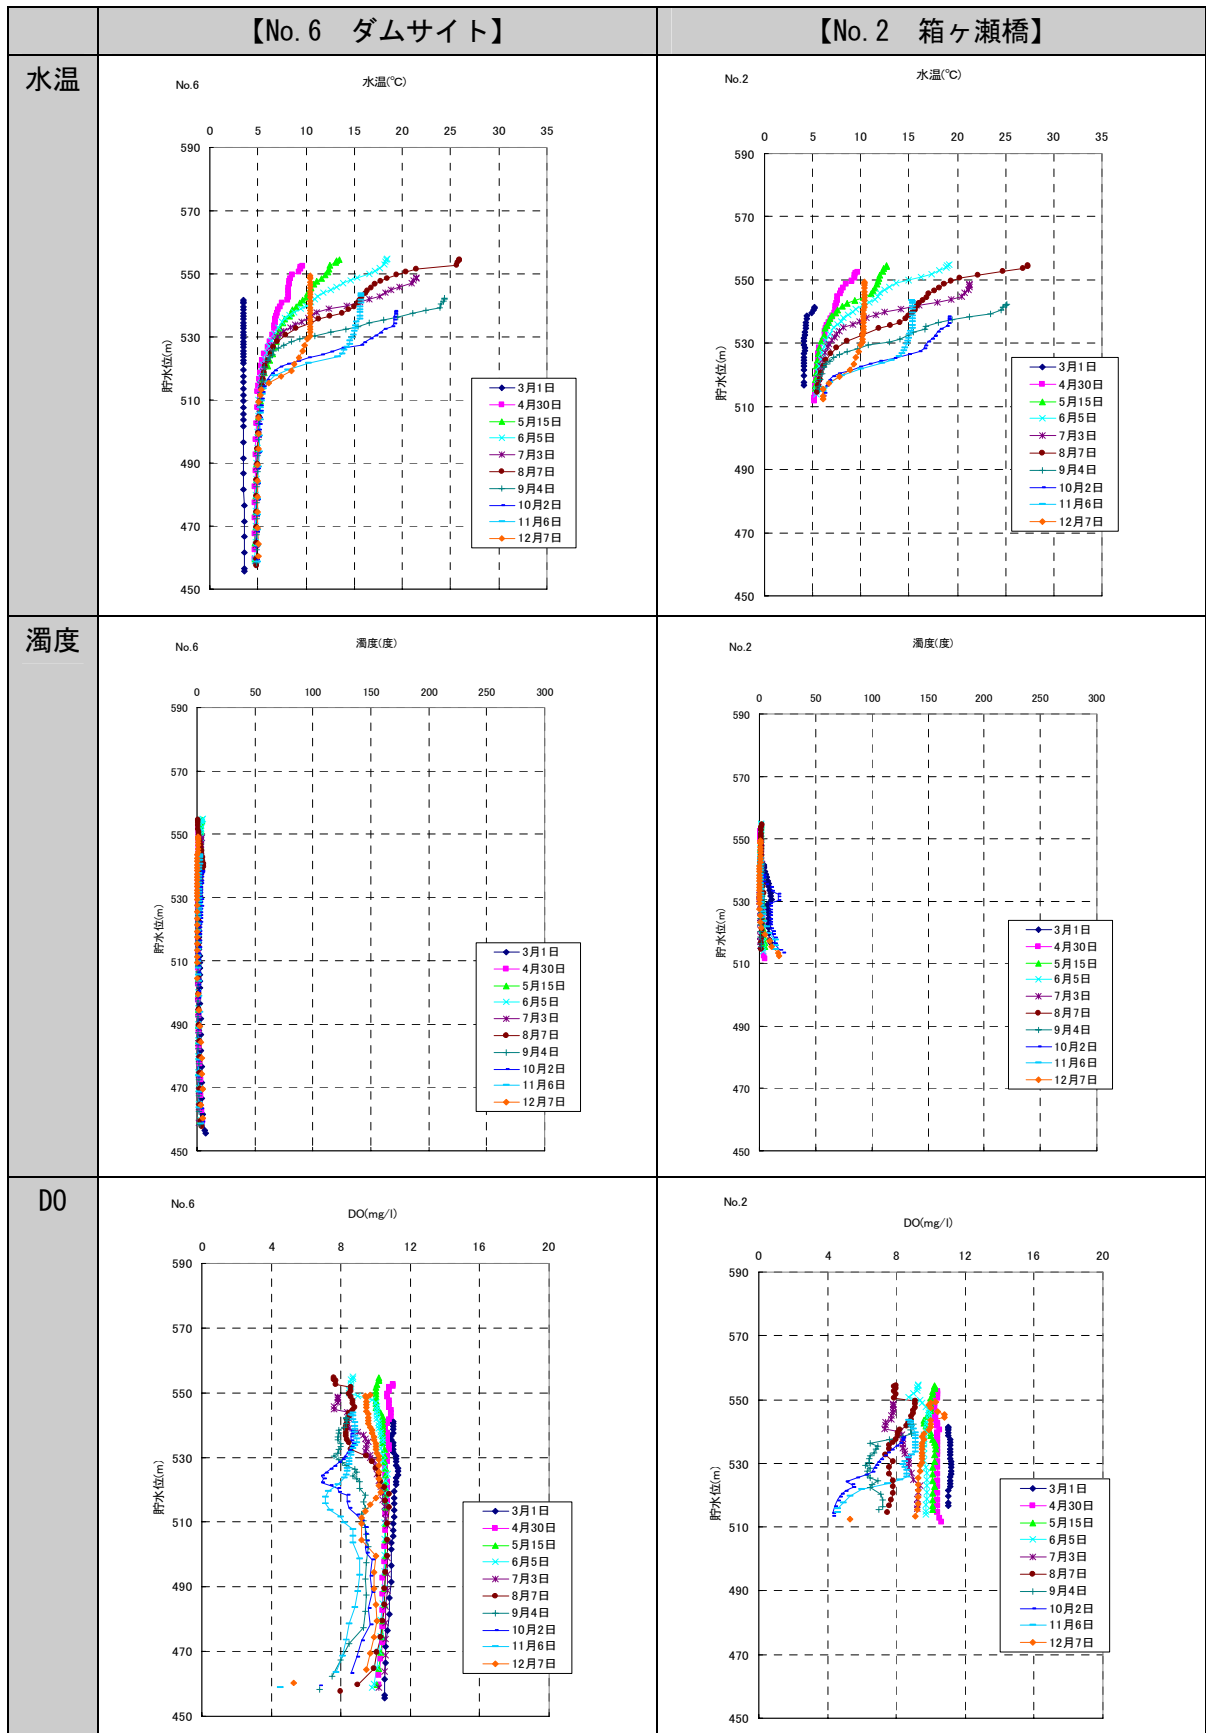 【No.6 ダムサイト】
【No.2 箱ヶ瀬橋】
水温
No.6
水温(℃)
0 5 10 15 20 25 30 35
590
570
550
530
510
490
470
450
貯水位(m)
3月1日
4月30日
5月15日
6月5日
7月3日
8月7日
9月4日
10月2日
11月6日
12月7日
No.2
水温(℃)
0 5 10 15 20 25 30 35
590
570
550
530
510
490
470
450
貯水位(m)
3月1日
4月30日
5月15日
6月5日
7月3日
8月7日
9月4日
10月2日
11月6日
12月7日
濁度
No.6
濁度(度)
0 50 100 150 200 250 300
590
570
550
530
510
490
470
450
貯水位(m)
3月1日
4月30日
5月15日
6月5日
7月3日
8月7日
9月4日
10月2日
11月6日
12月7日
No.2
濁度(度)
0 50 100 150 200 250 300
590
570
550
530
510
490
470
450
貯水位(m)
3月1日
4月30日
5月15日
6月5日
7月3日
8月7日
9月4日
10月2日
11月6日
12月7日
DO
No.6
DO(mg/l)
0 4 8 12 16 20
590
570
550
530
510
490
470
450
貯水位(m)
3月1日
4月30日
5月15日
6月5日
7月3日
8月7日
9月4日
10月2日
11月6日
12月7日
No.2
DO(mg/l)
0 4 8 12 16 20
590
570
550
530
510
490
470
450
貯水位(m)
3月1日
4月30日
5月15日
6月5日
7月3日
8月7日
9月4日
10月2日
11月6日
12月7日